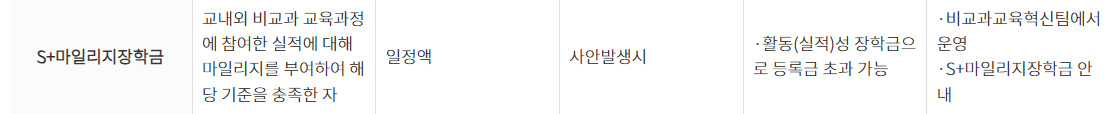 S+마일리지장학금
교내외 비교과 교육과정
에 참여한 실적에 대해
마일리지를 부여하여 해
당 기준을 충족한 자
일정액
사안발생시
·활동(실적)성 장학금으
로 등록금 초과 가능
·비교과교육혁신팀에서
운영
·S+마일리지장학금 안
내